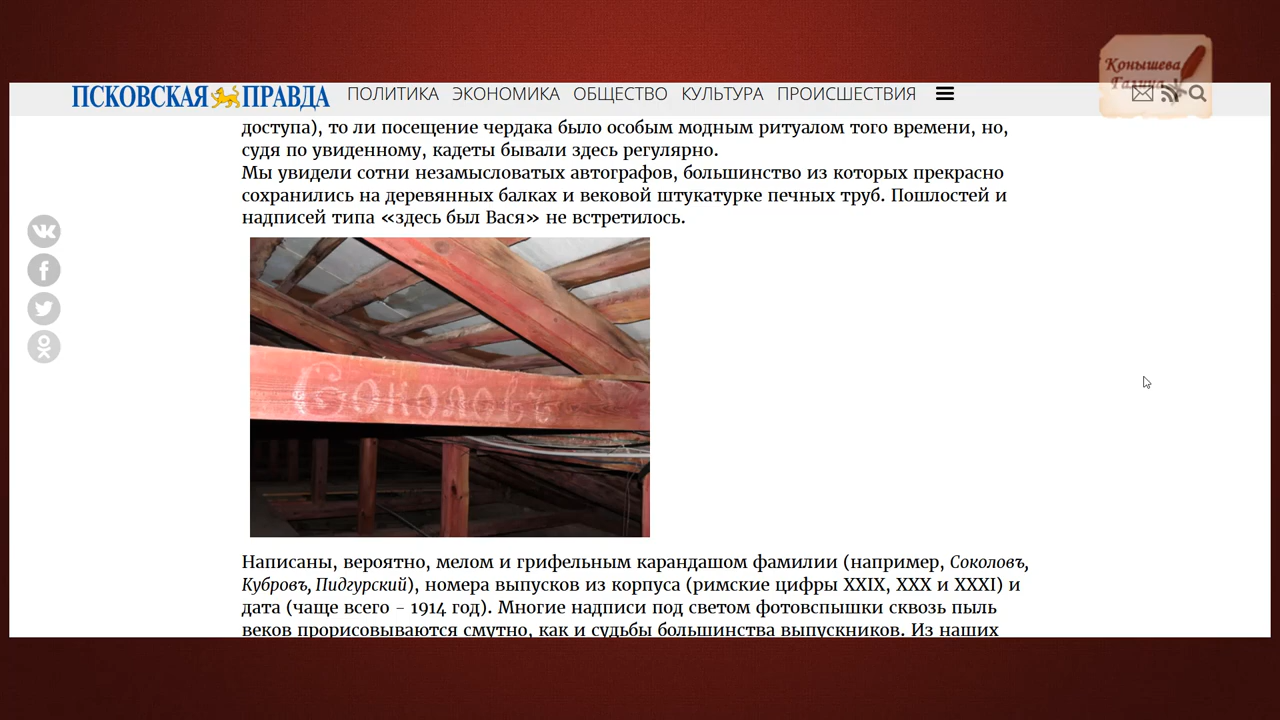 Конышева
Галина
ПСКОВСКАЯ ПРАВДА ПОЛИТИКА ЭКОНОМИКА ОБЩЕСТВО КУЛЬТУРА ПРОИСШЕСТВИЯ
доступа), то ли посещение чердака было особым модным ритуалом того времени, но,
судя по увиденному, кадеты бывали здесь регулярно.
Мы увидели сотни незамысловатых автографов, большинство из которых прекрасно
сохранились на деревянных балках и вековой штукатурке печных труб. Пошлостей и
надписей типа «здесь был Вася» не встретилось.
Соколовъ
Написаны, вероятно, мелом и грифельным карандашом фамилии (например, Соколовъ,
Кубровъ, Пидгурский), номера выпусков из корпуса (римские цифры XXIX, XXX и XXXI) и
дата (чаще всего – 1914 год). Многие надписи под светом фотовспышки сквозь пыль
веков прорисовываются смутно, как и судьбы большинства выпускников. Из наших